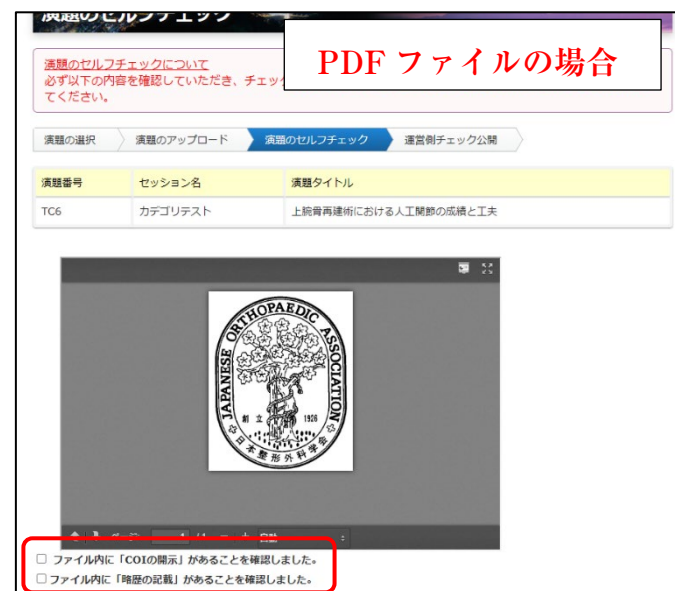 演題のセルフチェック
PDF ファイルの場合
演題のセルフチェックについて
必ず以下の内容を確認していただき、チェッ
てください。
演題の選択
演題のアップロード
演題のセルフチェック
運営側チェック公開
演題番号
セッション名
演題タイトル
TC6
カテゴリテスト
上腕骨再建術における人工関節の成績と工夫
JAPANESE ORTHOPAEDIC ASSOCIATION
創 立 1926
日本整形外科学会
ファイル内に「COIの開示」があることを確認しました。
ファイル内に「略歴の記載」があることを確認しました。